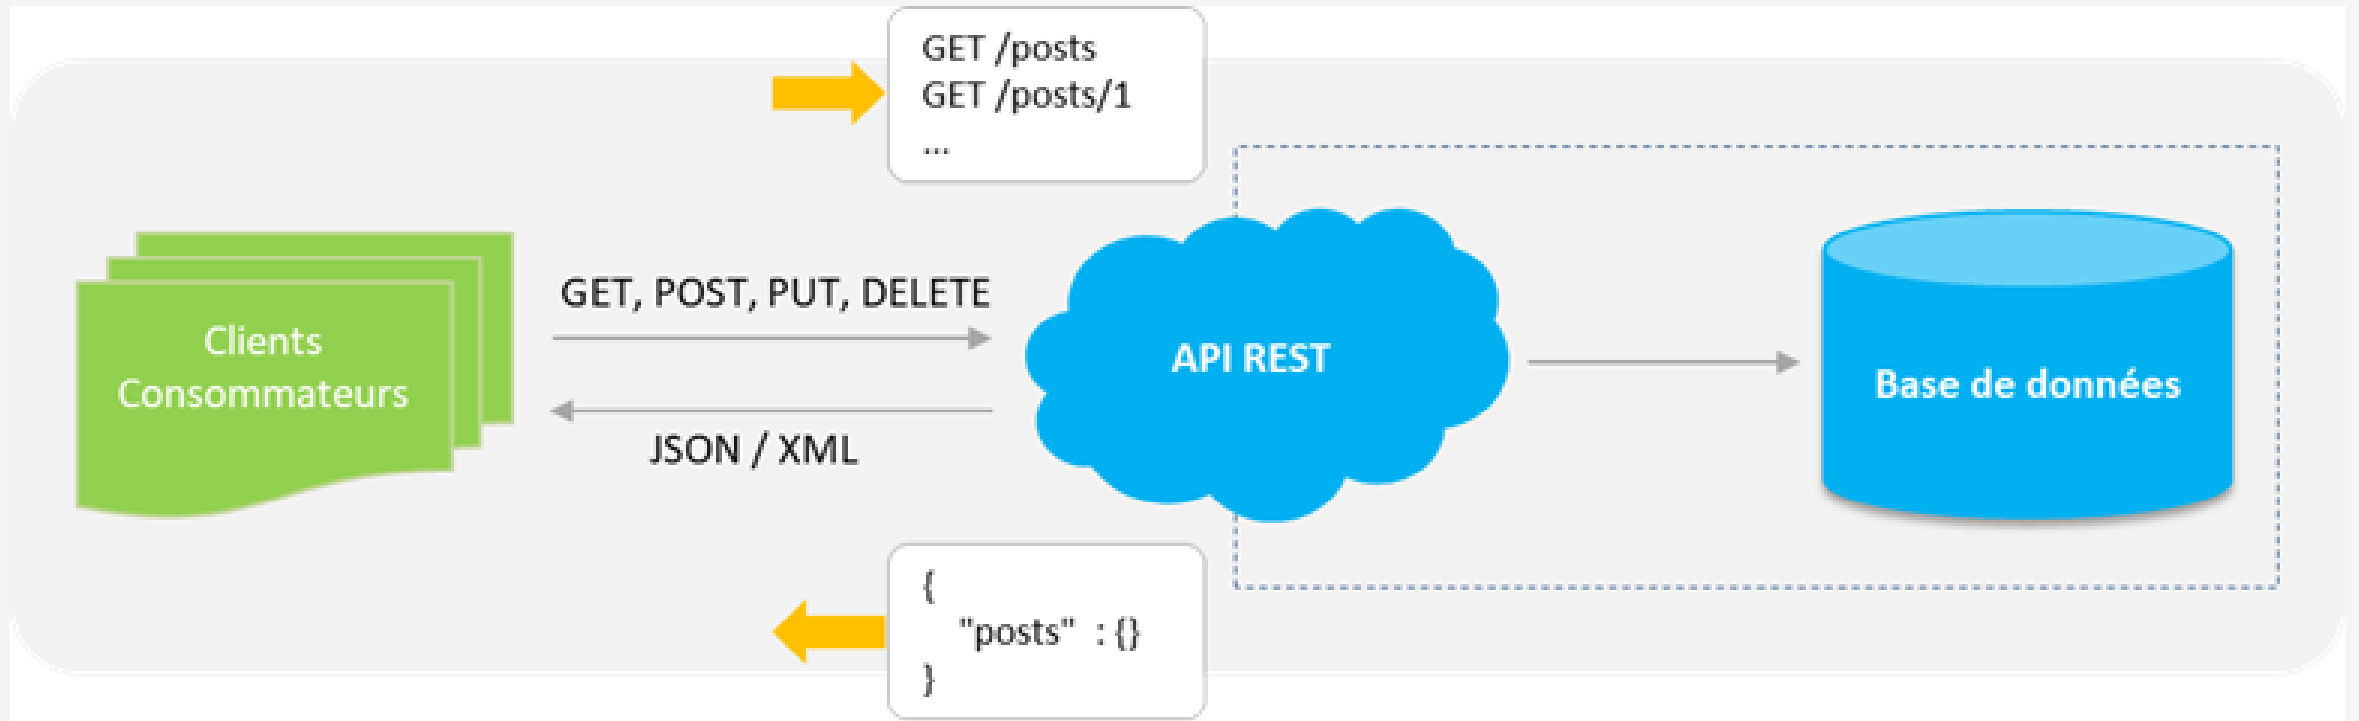 GET /posts
GET /posts/1
...
GET, POST, PUT, DELETE
Clients
Consommateurs
API REST
Base de données
JSON / XML
{
"posts" : {}
}